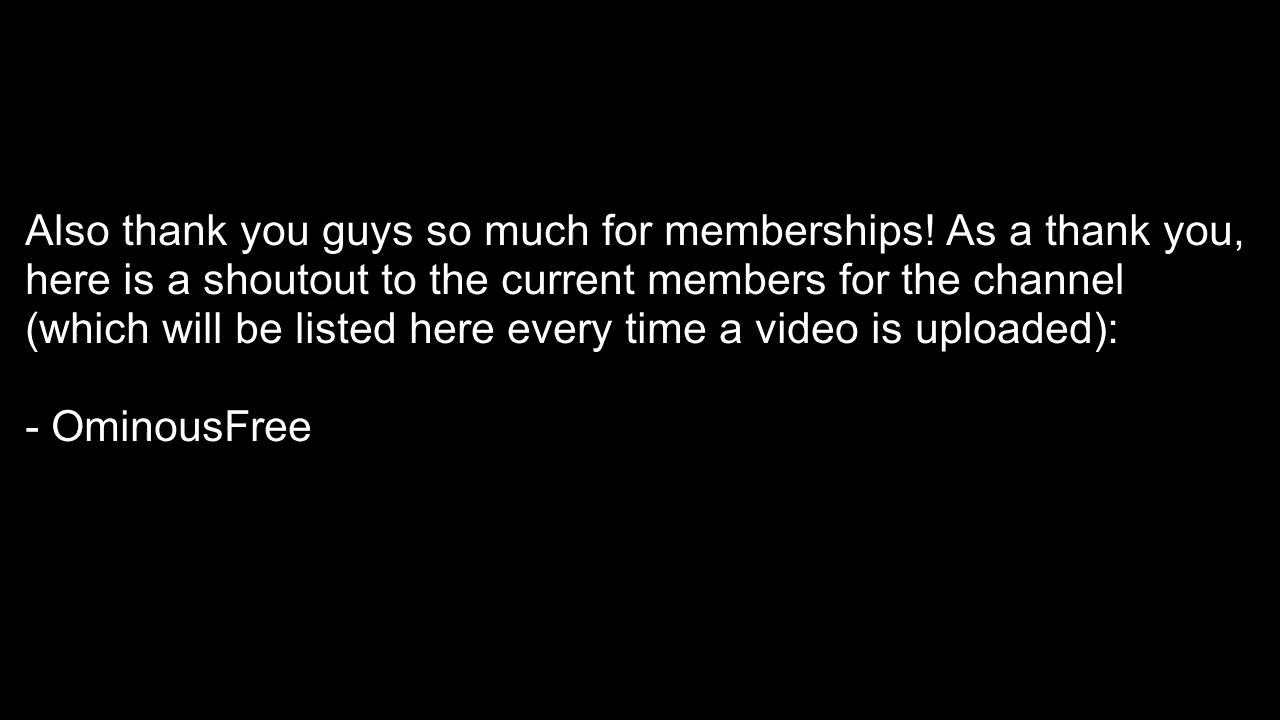 Also thank you guys so much for memberships! As a thank you,
here is a shoutout to the current members for the channel
(which will be listed here every time a video is uploaded):
- OminousFree